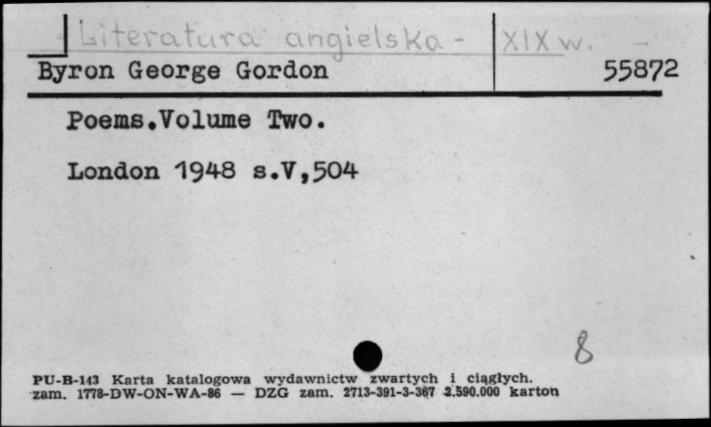 Literatura angielska - XIX w. -
Byron George Gordon 55872
Poems.Volume Two.
London 1948 s.V,504
8
PU-B-143 Karta katalogowa wydawnictw zwartych i ciągłych.
zam. 1778-DW-ON-WA-86 — DZG zam. 2713-391-3-367 2.590.000 karton